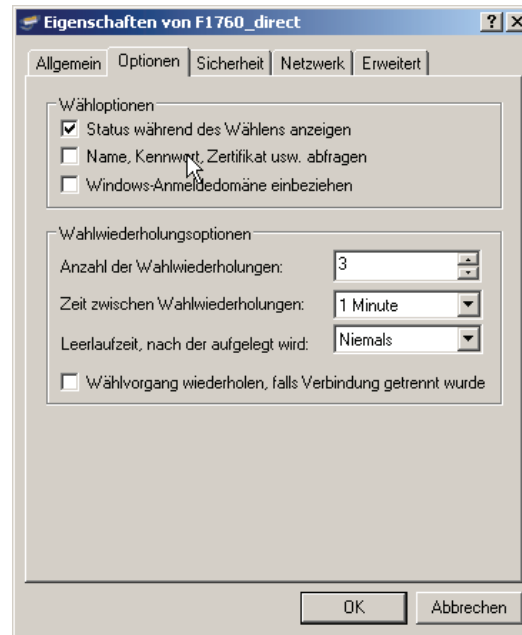 Eigenschaften von F1760_direct
Allgemein Optionen Sicherheit Netzwerk Erweitert
Wähloptionen
Status während des Wählens anzeigen
Name, Kennwort, Zertifikat usw. abfragen
Windows-Anmeldedomäne einbeziehen
Wahlwiederholungsoptionen
Anzahl der Wahlwiederholungen: 3
Zeit zwischen Wahlwiederholungen: 1 Minute
Leerlaufzeit, nach der aufgelegt wird: Niemals
Wählvorgang wiederholen, falls Verbindung getrennt wurde
OK Abbrechen